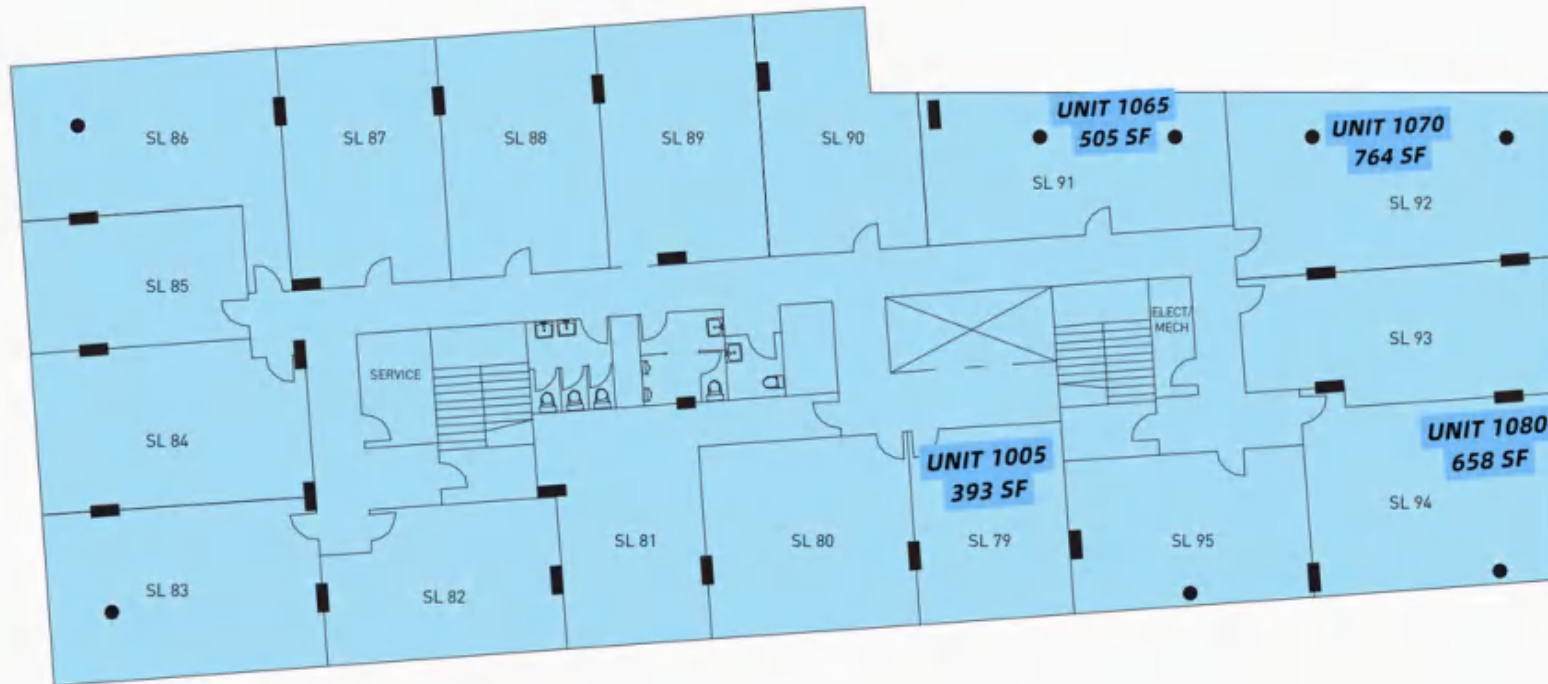 UNIT 1065
505 SF
UNIT 1070
764 SF
SL 86
SL 87
SL 88
SL 89
SL 90
SL 91
SL 92
SL 85
ELECT/
MECH
SL 93
SERVICE
SL 84
UNIT 1005
393 SF
UNIT 1080
658 SF
SL 94
SL 81
SL 80
SL 79
SL 95
SL 83
SL 82